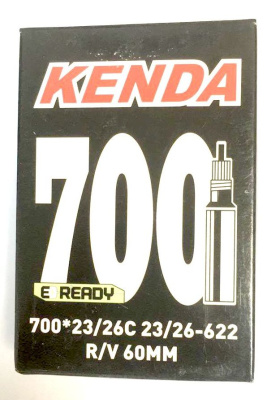 KENDA
700
E READY
700*23/26C 23/26-622
R/V 60MM